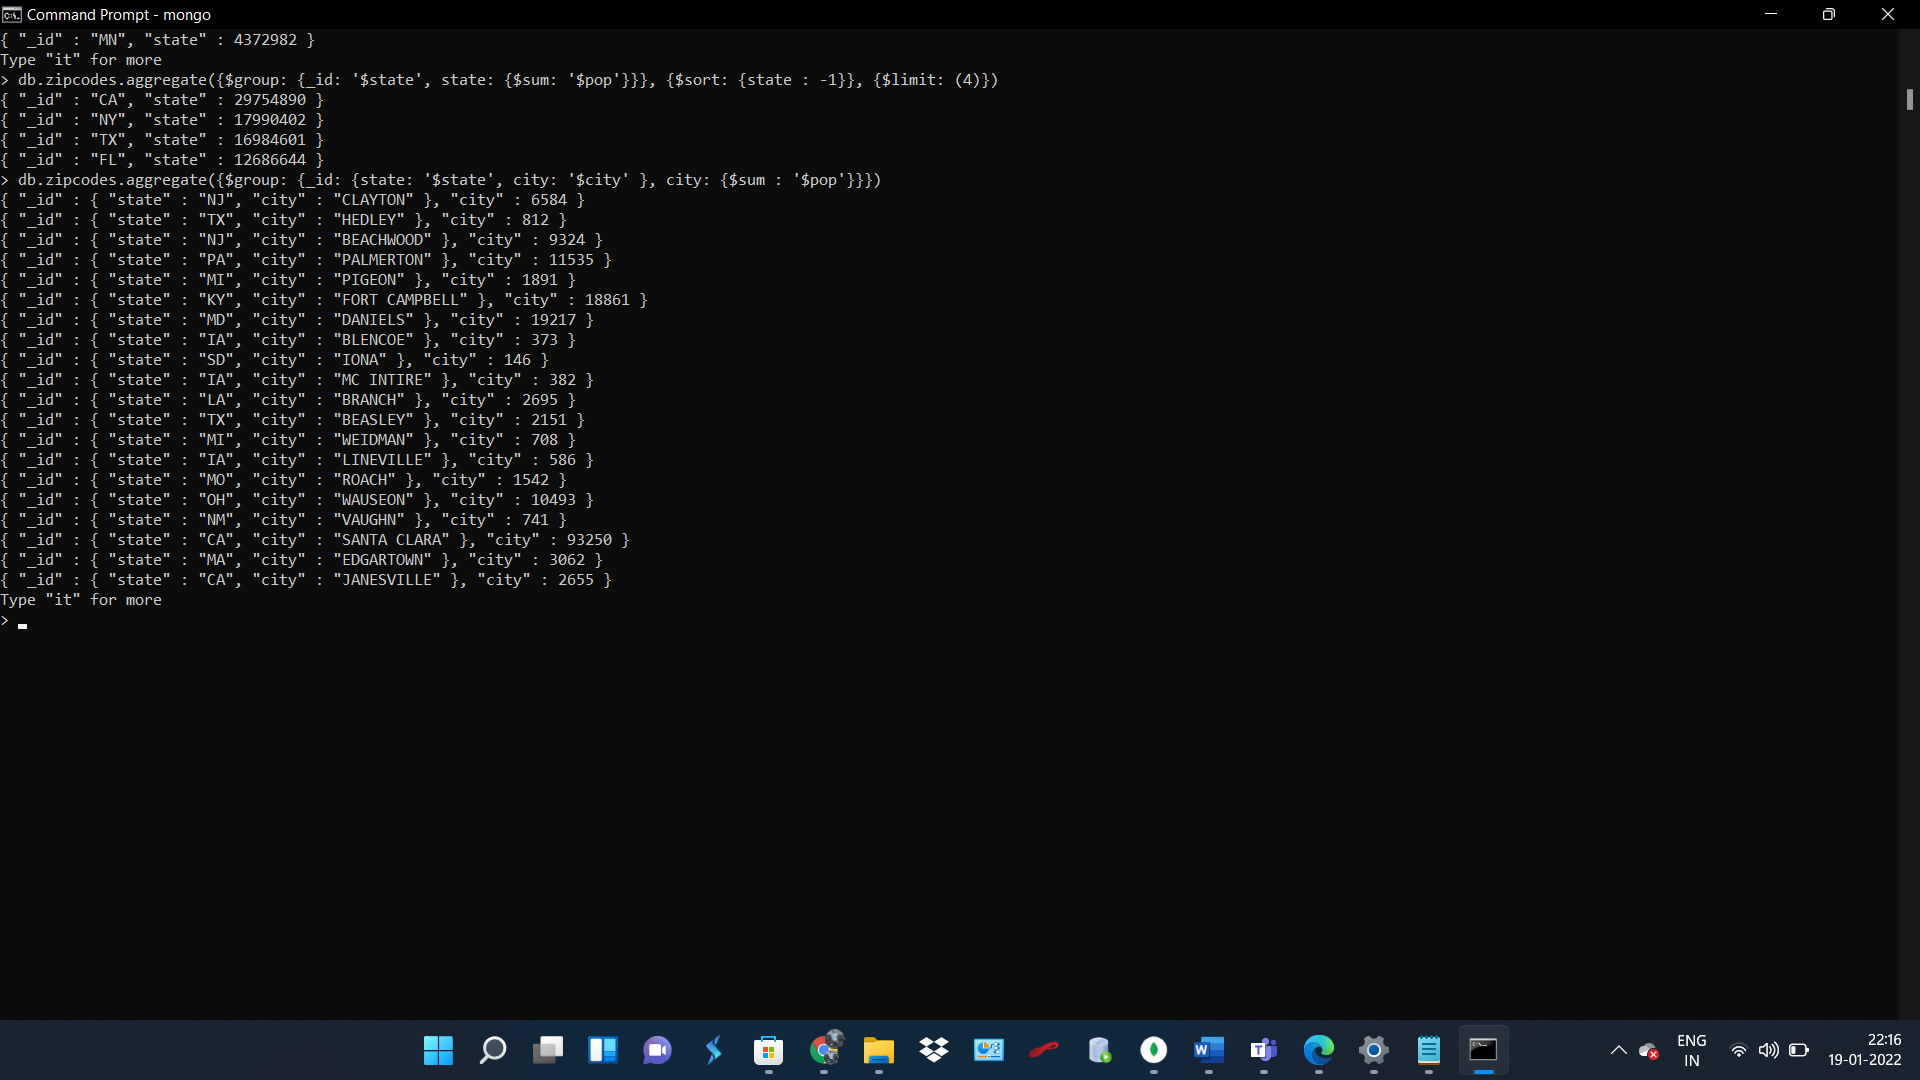 Command Prompt - mongo
{ "_id" : "MN", "state" : 4372982 }
Type "it" for more
> db.zipcodes.aggregate({$group: {_id: '$state', state: {$sum: '$pop'}}}, {$sort: {state : -1}}, {$limit: (4)})
{ "_id" : "CA", "state" : 29754890 }
{ "_id" : "NY", "state" : 17990402 }
{ "_id" : "TX", "state" : 16984601 }
{ "_id" : "FL", "state" : 12686644 }
> db.zipcodes.aggregate({$group: {_id: {state: '$state', city: '$city' }, city: {$sum : '$pop'}}})
{ "_id" : { "state" : "NJ", "city" : "CLAYTON" }, "city" : 6584 }
{ "_id" : { "state" : "TX", "city" : "HEDLEY" }, "city" : 812 }
{ "_id" : { "state" : "NJ", "city" : "BEACHWOOD" }, "city" : 9324 }
{ "_id" : { "state" : "PA", "city" : "PALMERTON" }, "city" : 11535 }
{ "_id" : { "state" : "MI", "city" : "PIGEON" }, "city" : 1891 }
{ "_id" : { "state" : "KY", "city" : "FORT CAMPBELL" }, "city" : 18861 }
{ "_id" : { "state" : "MD", "city" : "DANIELS" }, "city" : 19217 }
{ "_id" : { "state" : "IA", "city" : "BLENCOE" }, "city" : 373 }
{ "_id" : { "state" : "SD", "city" : "IONA" }, "city" : 146 }
{ "_id" : { "state" : "IA", "city" : "MC INTIRE" }, "city" : 382 }
{ "_id" : { "state" : "LA", "city" : "BRANCH" }, "city" : 2695 }
{ "_id" : { "state" : "TX", "city" : "BEASLEY" }, "city" : 2151 }
{ "_id" : { "state" : "MI", "city" : "WEIDMAN" }, "city" : 708 }
{ "_id" : { "state" : "IA", "city" : "LINEVILLE" }, "city" : 586 }
{ "_id" : { "state" : "MO", "city" : "ROACH" }, "city" : 1542 }
{ "_id" : { "state" : "OH", "city" : "WAUSEON" }, "city" : 10493 }
{ "_id" : { "state" : "NM", "city" : "VAUGHN" }, "city" : 741 }
{ "_id" : { "state" : "CA", "city" : "SANTA CLARA" }, "city" : 93250 }
{ "_id" : { "state" : "MA", "city" : "EDGARTOWN" }, "city" : 3062 }
{ "_id" : { "state" : "CA", "city" : "JANESVILLE" }, "city" : 2655 }
Type "it" for more
>
ENG
IN
22:16
19-01-2022